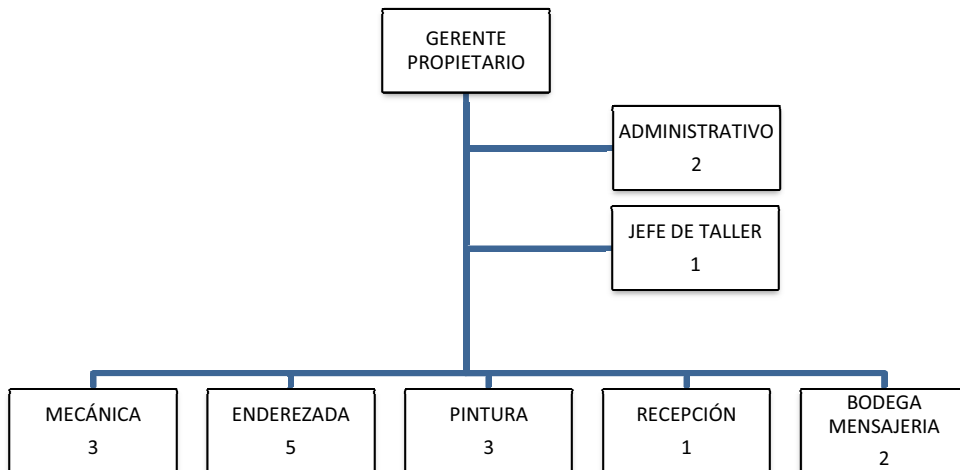 GERENTE
PROPIETARIO
ADMINISTRATIVO
2
JEFE DE TALLER
1
MECÁNICA
3
ENDEREZADA
5
PINTURA
3
RECEPCIÓN
1
BODEGA
MENSAJERIA
2